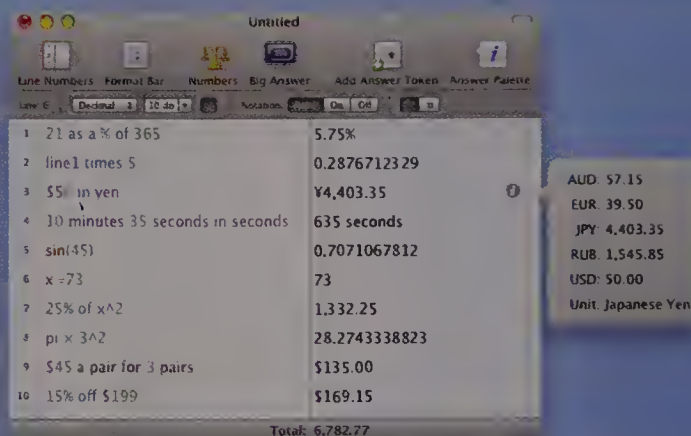 Untitled
Line Numbers Format Bar Numbers Big Answer Add Answer Token Answer Palette
Line 6 Decimal Notation: On Off
1 21 as a % of 365 5.75%
2 line1 times 5 0.2876712329
3 in yen ¥4,403.35
4 10 minutes 35 seconds in seconds 635 seconds
5 sin(45) 0.7071067812
6 x =73 73
7 25% of x^2 1,332.25
8 pi × 3^2 28.2743338823
9 $45 a pair for 3 pairs $135.00
10 15% off $199 $169.15
Total: 6,782.77
AUD: 57.15
EUR: 39.50
JPY: 4,403.35
RUB: 1,545.85
USD: 50.00
Unit: Japanese Yen